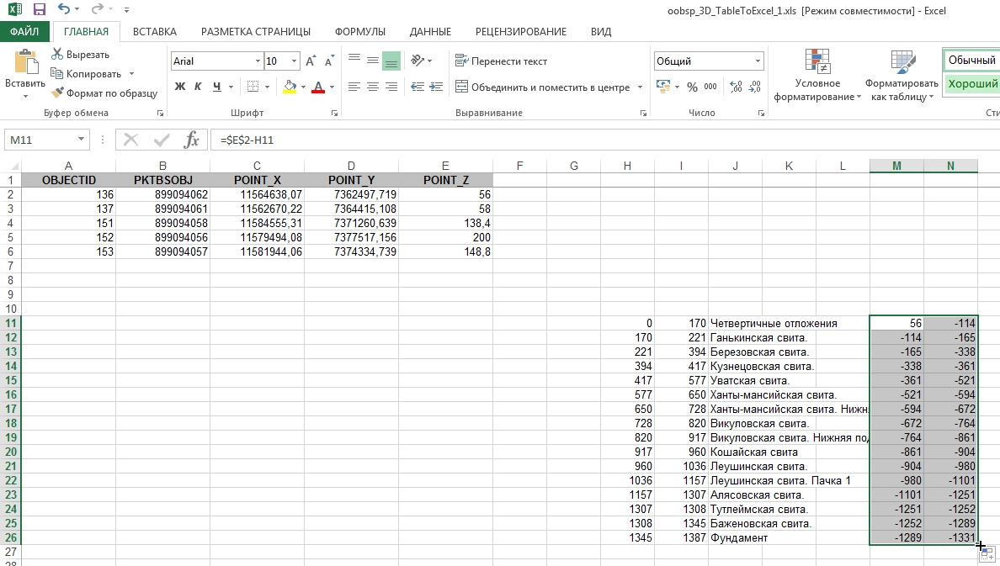 oobsp_3D_TableToExcel_1.xls [Режим совместимости] - Excel
ФАЙЛ ГЛАВНАЯ ВСТАВКА РАЗМЕТКА СТРАНИЦЫ ФОРМУЛЫ ДАННЫЕ РЕЦЕНЗИРОВАНИЕ ВИД
Вставить
Вырезать
Копировать
Формат по образцу
Буфер обмена
Arial 10
Ж К Ч
Шрифт
Перенести текст
Объединить и поместить в центре
Выравнивание
Общий
% 000
Число
Условное форматирование
Форматировать как таблицу
Обычный
Хороший
Сти
M11 fx =$E$2-H11
A B C D E F G H I J K L M N
1 OBJECTID PKTBSOBJ POINT_X POINT_Y POINT_Z
2 136 899094062 11564638,07 7362497,719 56
3 137 899094061 11562670,22 7364415,108 58
4 151 899094058 11584555,31 7371260,639 138,4
5 152 899094056 11579494,08 7377517,156 200
6 153 899094057 11581944,06 7374334,739 148,8
7
8
9
10
11 0 170 Четвертичные отложения 56 -114
12 170 221 Ганькинская свита. -114 -165
13 221 394 Березовская свита. -165 -338
14 394 417 Кузнецовская свита. -338 -361
15 417 577 Уватская свита. -361 -521
16 577 650 Ханты-мансийская свита. -521 -594
17 650 728 Ханты-мансийская свита. Нижн -594 -672
18 728 820 Викуловская свита. -672 -764
19 820 917 Викуловская свита. Нижняя по -764 -861
20 917 960 Кошайская свита -861 -904
21 960 1036 Леушинская свита. -904 -980
22 1036 1157 Леушинская свита. Пачка 1 -980 -1101
23 1157 1307 Алясовская свита. -1101 -1251
24 1307 1308 Тутлеймская свита. -1251 -1252
25 1308 1345 Баженовская свита. -1252 -1289
26 1345 1387 Фундамент -1289 -1331
27
28